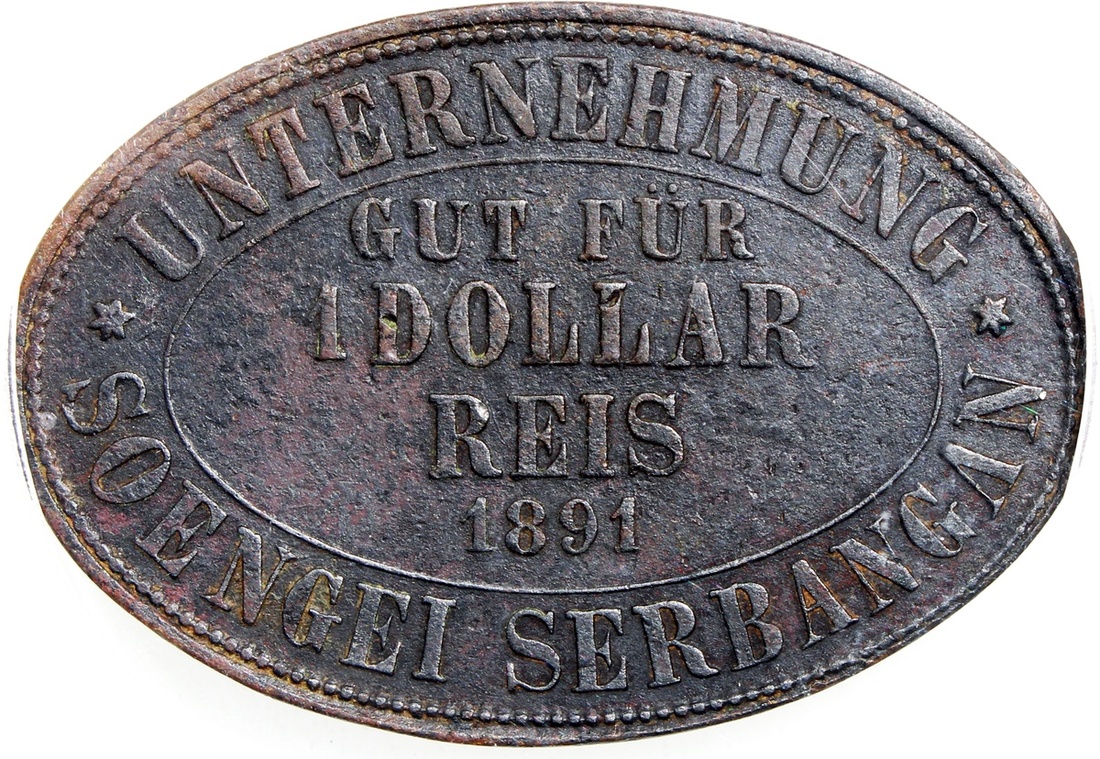 UNTERNEHMUNG
GUT FÜR
1 DOLLAR
REIS
1891
SOENGEI SERBANGAN